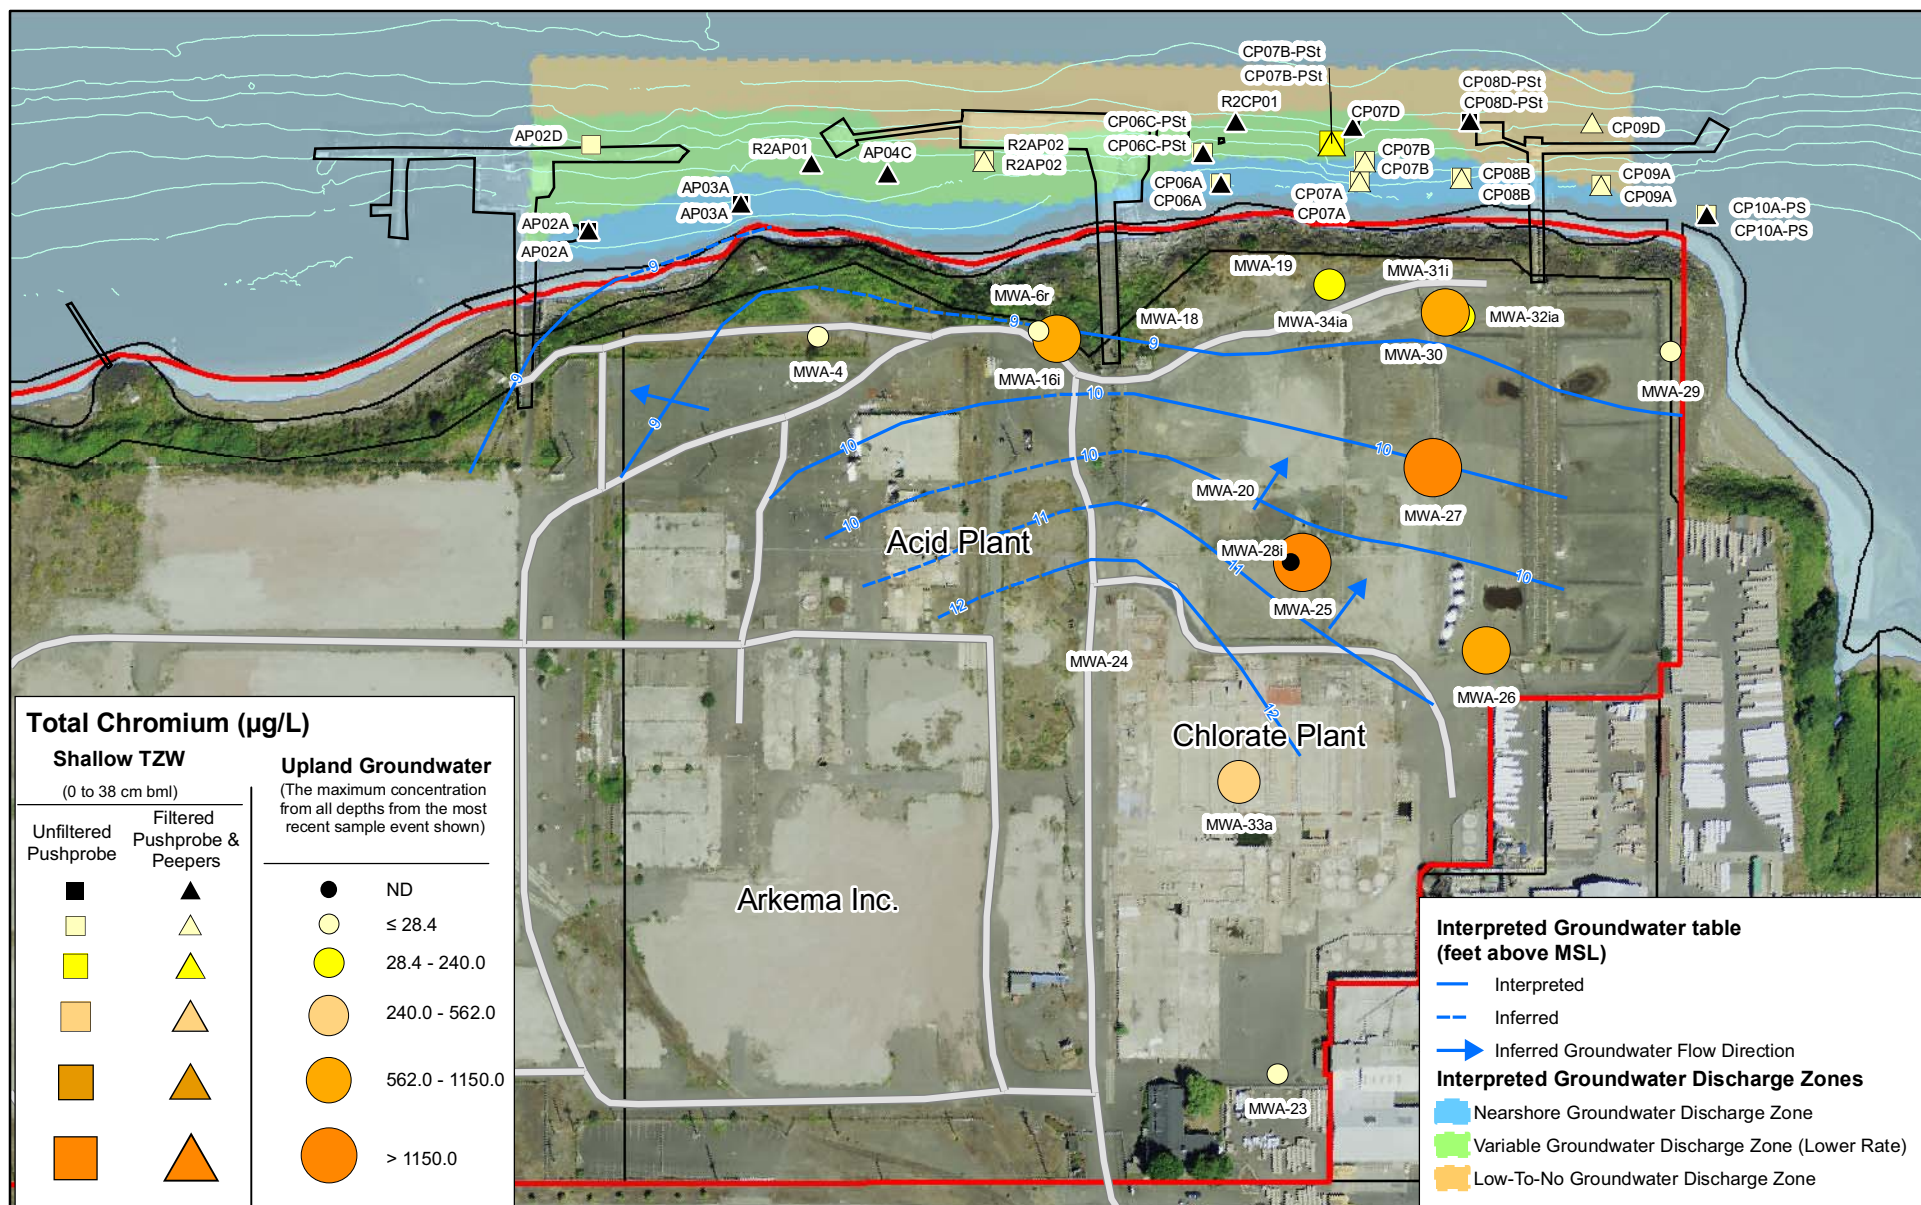 CP07B-PSt
CP07B-PSt
CP08D-PSt
CP08D-PSt
R2CP01
CP07D
CP06C-PSt
CP06C-PSt
CP09D
AP02D
R2AP01
AP04C
R2AP02
R2AP02
CP07B
CP07B
AP03A
AP03A
CP06A
CP06A
CP07A
CP07A
CP08B
CP08B
CP09A
CP09A
AP02A
AP02A
CP10A-PS
CP10A-PS
9
9
9
9
9
MWA-19
MWA-31i
MWA-6r
MWA-18
MWA-34ia
MWA-32ia
MWA-4
MWA-16i
MWA-30
MWA-29
10
10
10
10
10
10
MWA-20
MWA-27
11
11
Acid Plant
MWA-28i
MWA-25
12
12
MWA-24
MWA-26
Chlorate Plant
MWA-33a
Arkema Inc.
MWA-23
Total Chromium (µg/L)
Shallow TZW
(0 to 38 cm bml)
Unfiltered
Pushprobe
Filtered
Pushprobe &
Peepers
Upland Groundwater
(The maximum concentration
from all depths from the most
recent sample event shown)
ND
≤ 28.4
28.4 - 240.0
240.0 - 562.0
562.0 - 1150.0
> 1150.0
Interpreted Groundwater table
(feet above MSL)
Interpreted
Inferred
Inferred Groundwater Flow Direction
Interpreted Groundwater Discharge Zones
Nearshore Groundwater Discharge Zone
Variable Groundwater Discharge Zone (Lower Rate)
Low-To-No Groundwater Discharge Zone